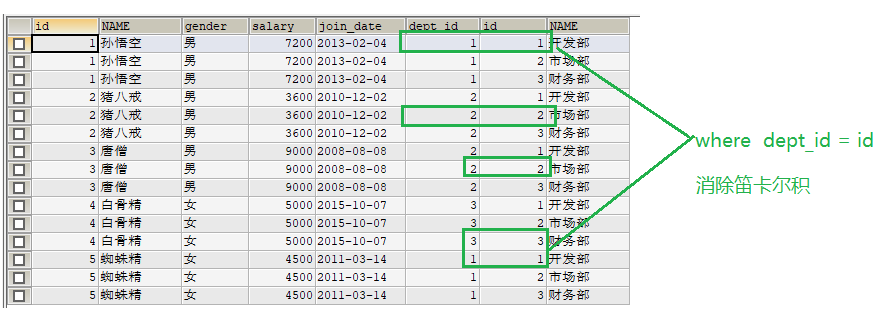 id NAME gender salary join_date dept_id id NAME
1 孙悟空 男 7200 2013-02-04 1 1 开发部
1 孙悟空 男 7200 2013-02-04 1 2 市场部
1 孙悟空 男 7200 2013-02-04 1 3 财务部
2 猪八戒 男 3600 2010-12-02 2 1 开发部
2 猪八戒 男 3600 2010-12-02 2 2 市场部
2 猪八戒 男 3600 2010-12-02 2 3 财务部
3 唐僧 男 9000 2008-08-08 2 1 开发部
3 唐僧 男 9000 2008-08-08 2 2 市场部
3 唐僧 男 9000 2008-08-08 2 3 财务部
4 白骨精 女 5000 2015-10-07 3 1 开发部
4 白骨精 女 5000 2015-10-07 3 2 市场部
4 白骨精 女 5000 2015-10-07 3 3 财务部
5 蜘蛛精 女 4500 2011-03-14 1 1 开发部
5 蜘蛛精 女 4500 2011-03-14 1 2 市场部
5 蜘蛛精 女 4500 2011-03-14 1 3 财务部
where dept_id = id
消除笛卡尔积